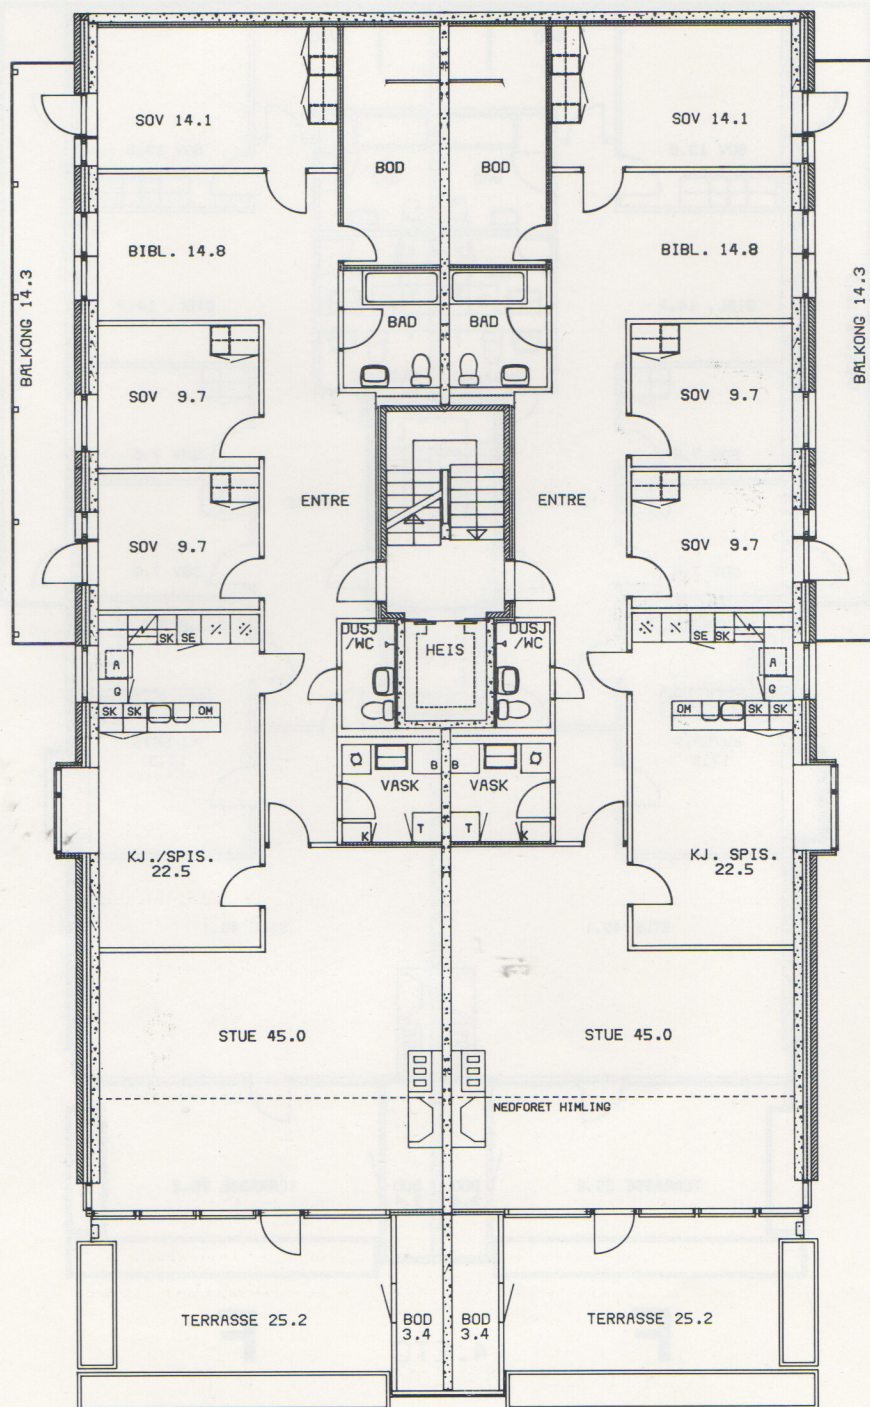 SOV 14.1
SOV 14.1
BOD
BOD
BIBL. 14.8
BIBL. 14.8
BALKONG 14.3
BALKONG 14.3
BAD
BAD
SOV 9.7
SOV 9.7
ENTRE
ENTRE
SOV 9.7
SOV 9.7
SK
SE
SE
SK
DUSJ
/WC
HEIS
DUSJ
/WC
A
G
A
G
SK
SK
OM
OM
SK
SK
B
B
VASK
VASK
K
T
T
K
KJ./SPIS.
22.5
KJ. SPIS.
22.5
STUE 45.0
STUE 45.0
NEDFORET HIMLING
TERRASSE 25.2
BOD
3.4
BOD
3.4
TERRASSE 25.2